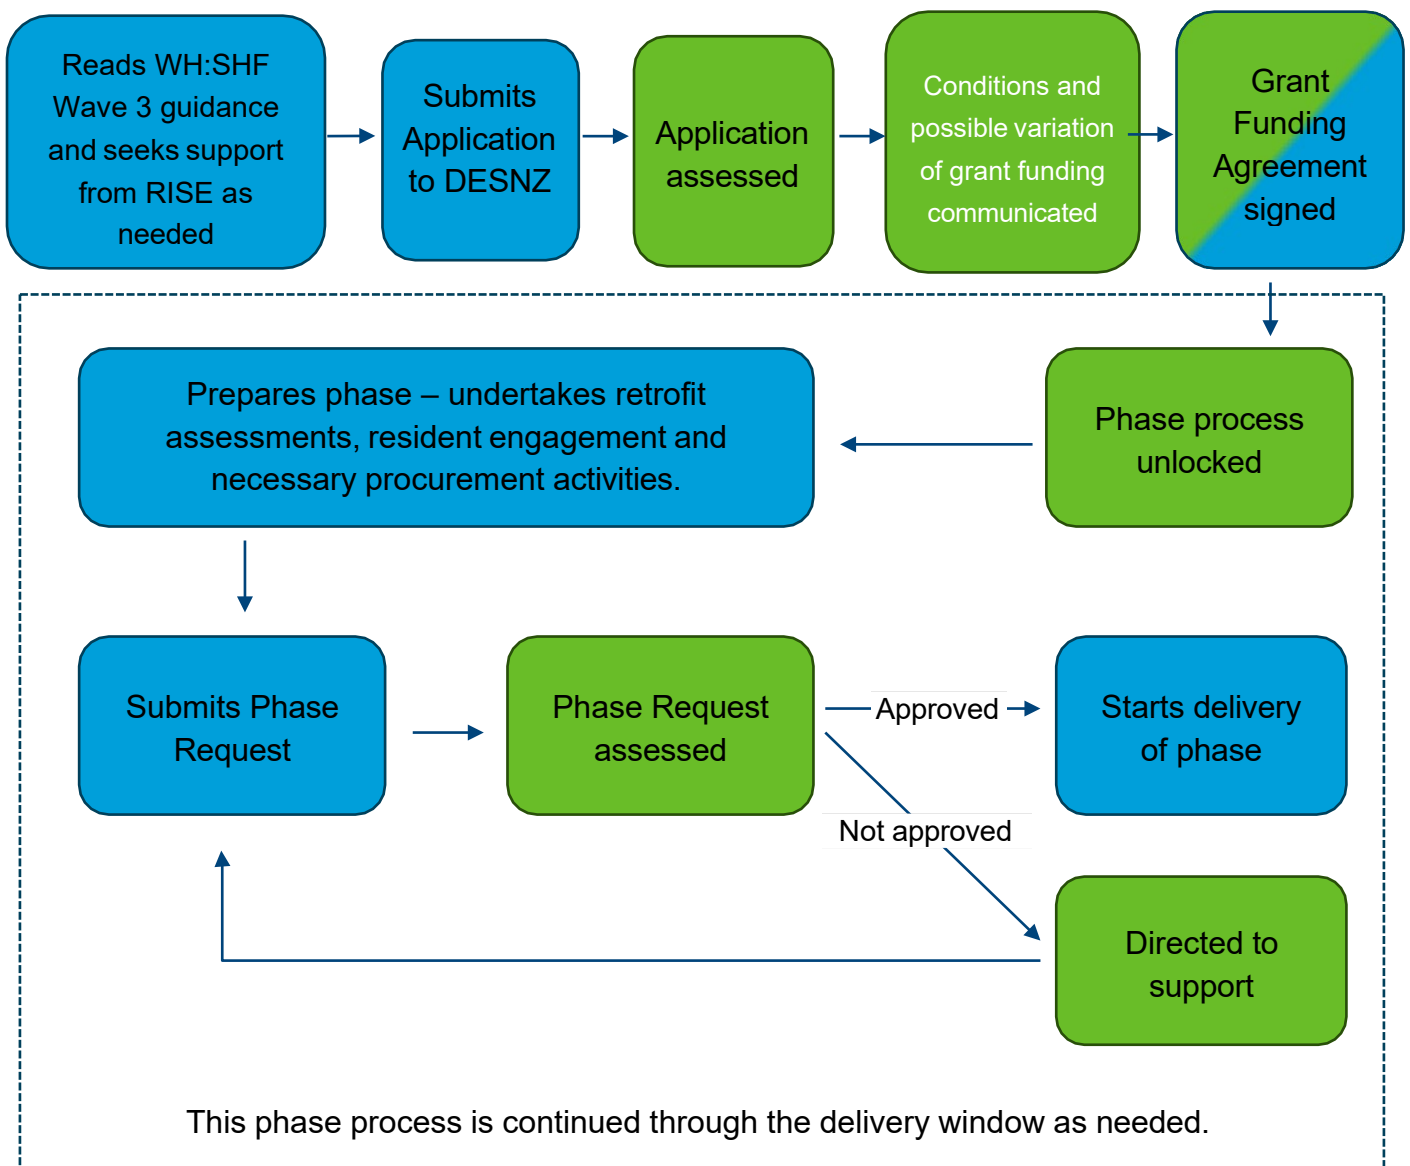 Reads WH:SHF
Wave 3 guidance
and seeks support
from RISE as
needed
Submits
Application
to DESNZ
Application
assessed
Conditions and
possible variation
of grant funding
communicated
Grant
Funding
Agreement
signed
Phase process
unlocked
Prepares phase – undertakes retrofit
assessments, resident engagement and
necessary procurement activities.
Submits Phase
Request
Phase Request
assessed
Approved
Starts delivery
of phase
Not approved
Directed to
support
This phase process is continued through the delivery window as needed.